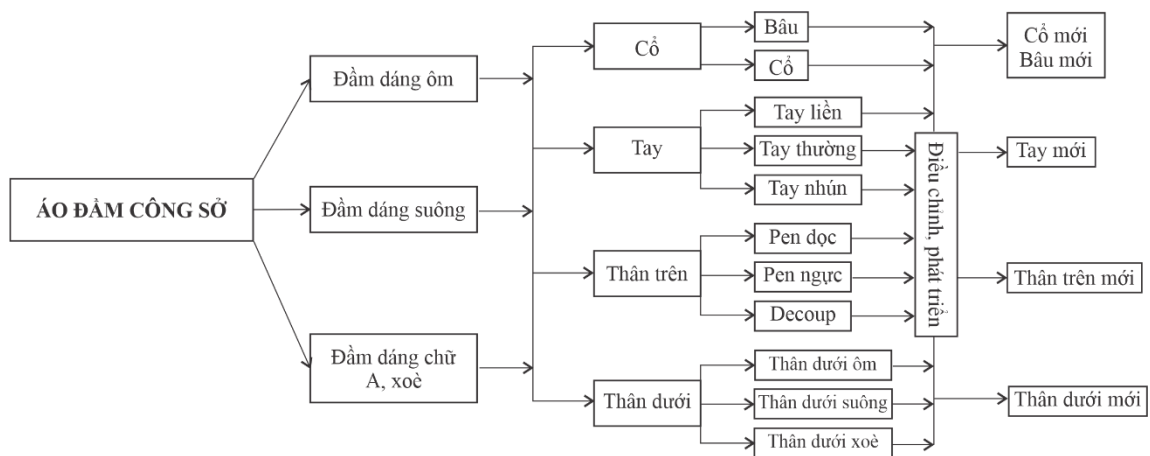 ÁO ĐẦM CÔNG SỞ
Đầm dáng ôm
Đầm dáng suông
Đầm dáng chữ
A, xoè
Cổ
Tay
Thân trên
Thân dưới
Bâu
Cổ
Tay liền
Tay thường
Tay nhún
Pen dọc
Pen ngực
Decoup
Thân dưới ôm
Thân dưới suông
Thân dưới xoè
Điều chỉnh, phát triển
Cổ mới
Bâu mới
Tay mới
Thân trên mới
Thân dưới mới